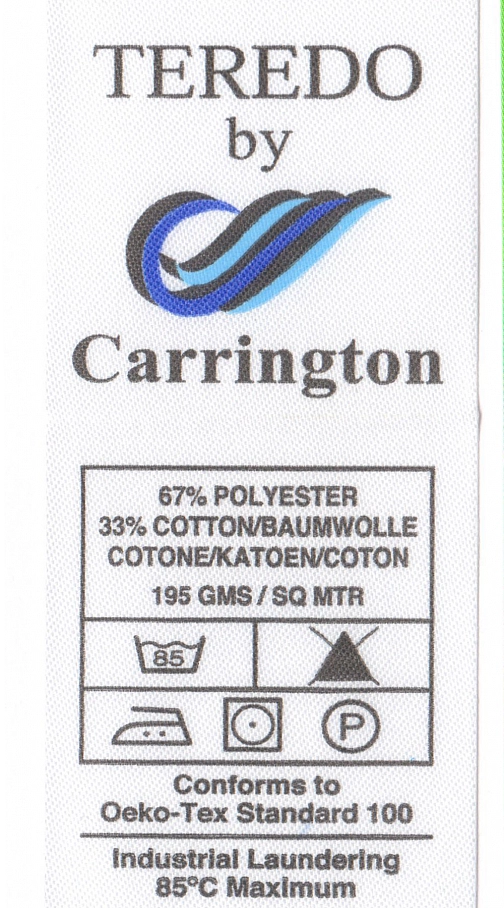 TEREDO
by
Carrington
67% POLYESTER
33% COTTON/BAUMWOLLE
COTONE/KATOEN/COTON
195 GMS / SQ MTR
85
P
Conforms to
Oeko-Tex Standard 100
Industrial Laundering
85°C Maximum